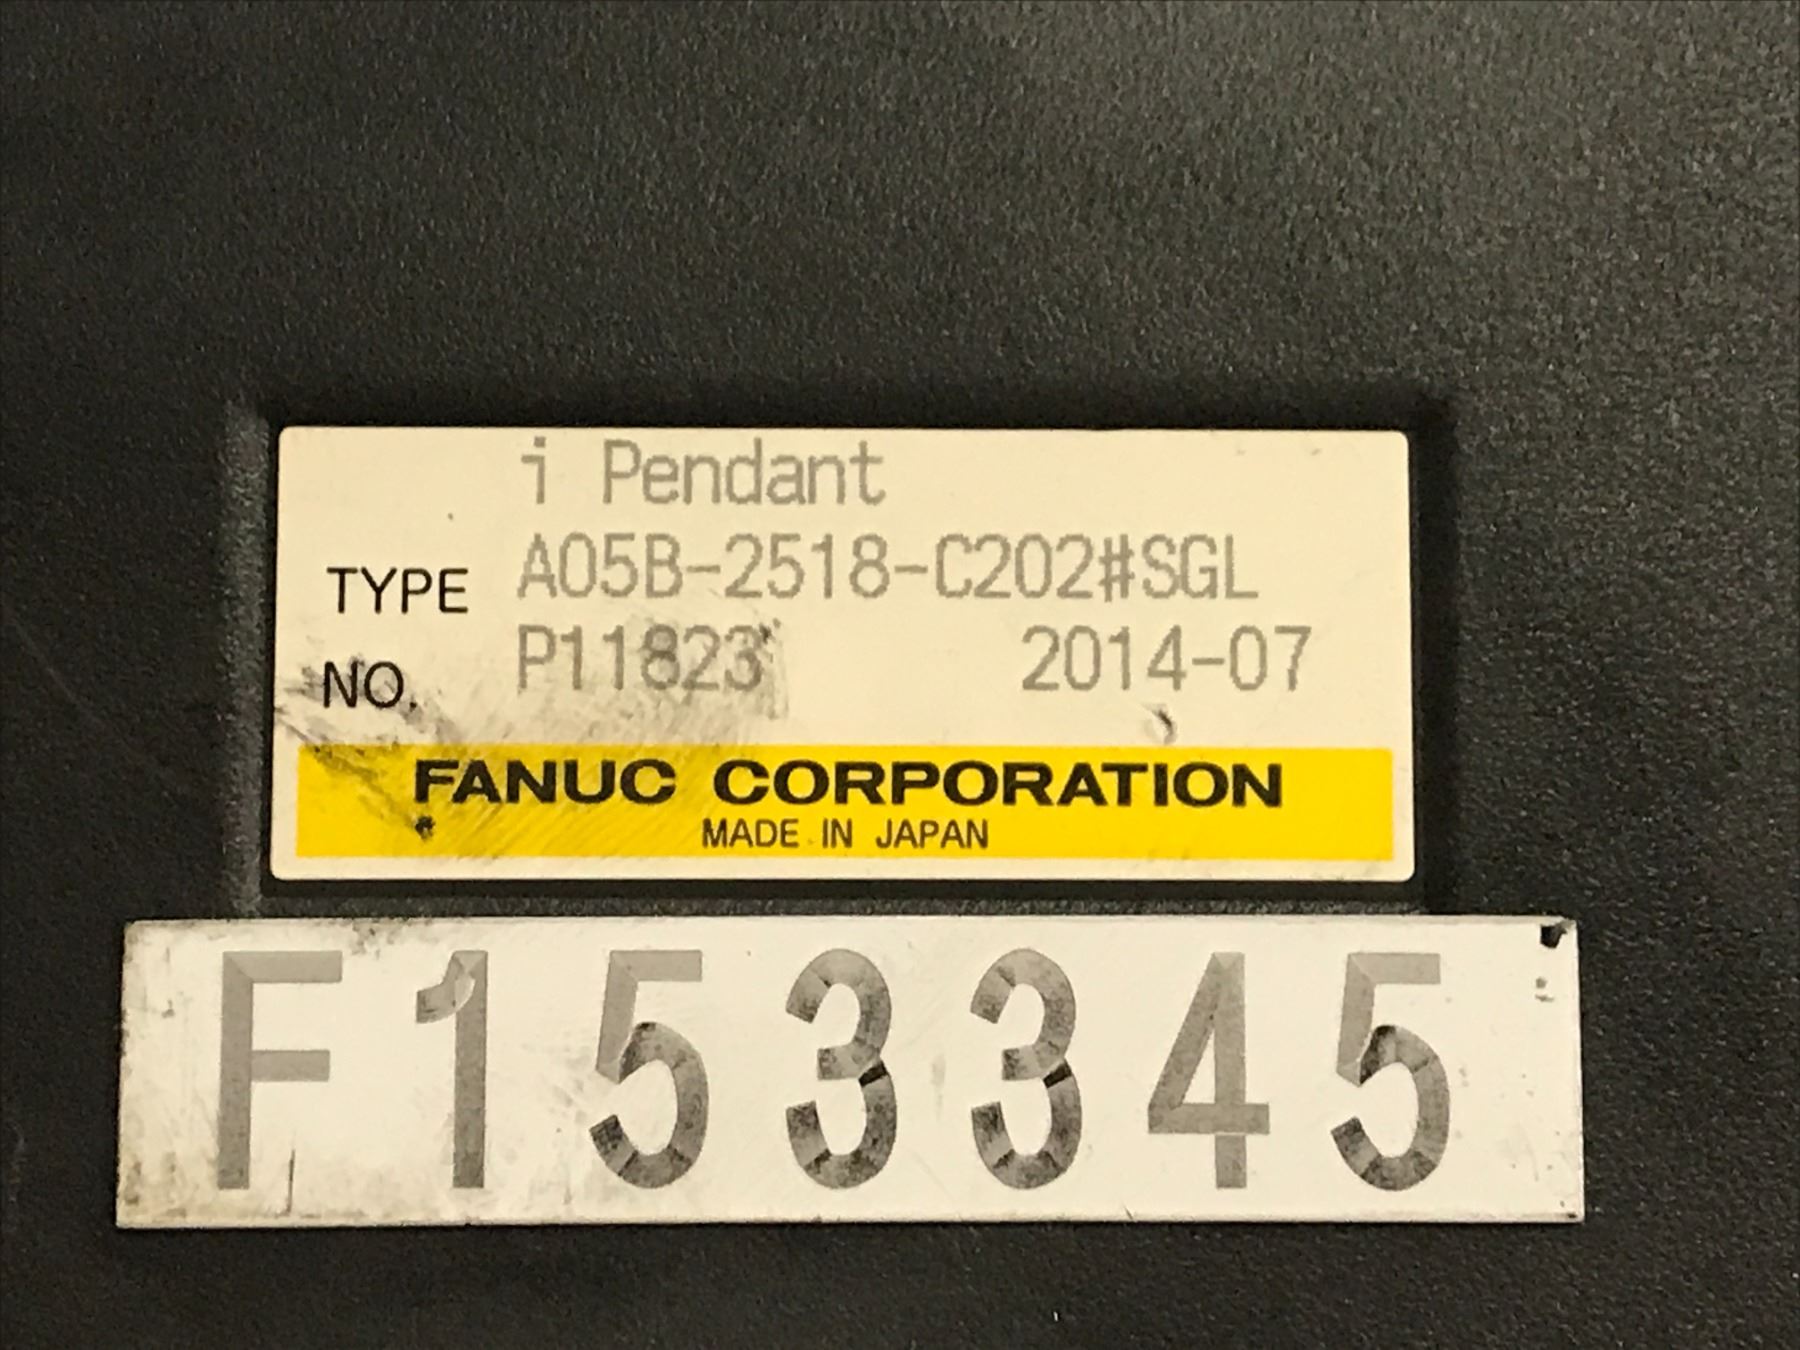 i Pendant
TYPE A05B-2518-C202#SGL
NO. P11823 2014-07
FANUC CORPORATION
MADE IN JAPAN
F153345